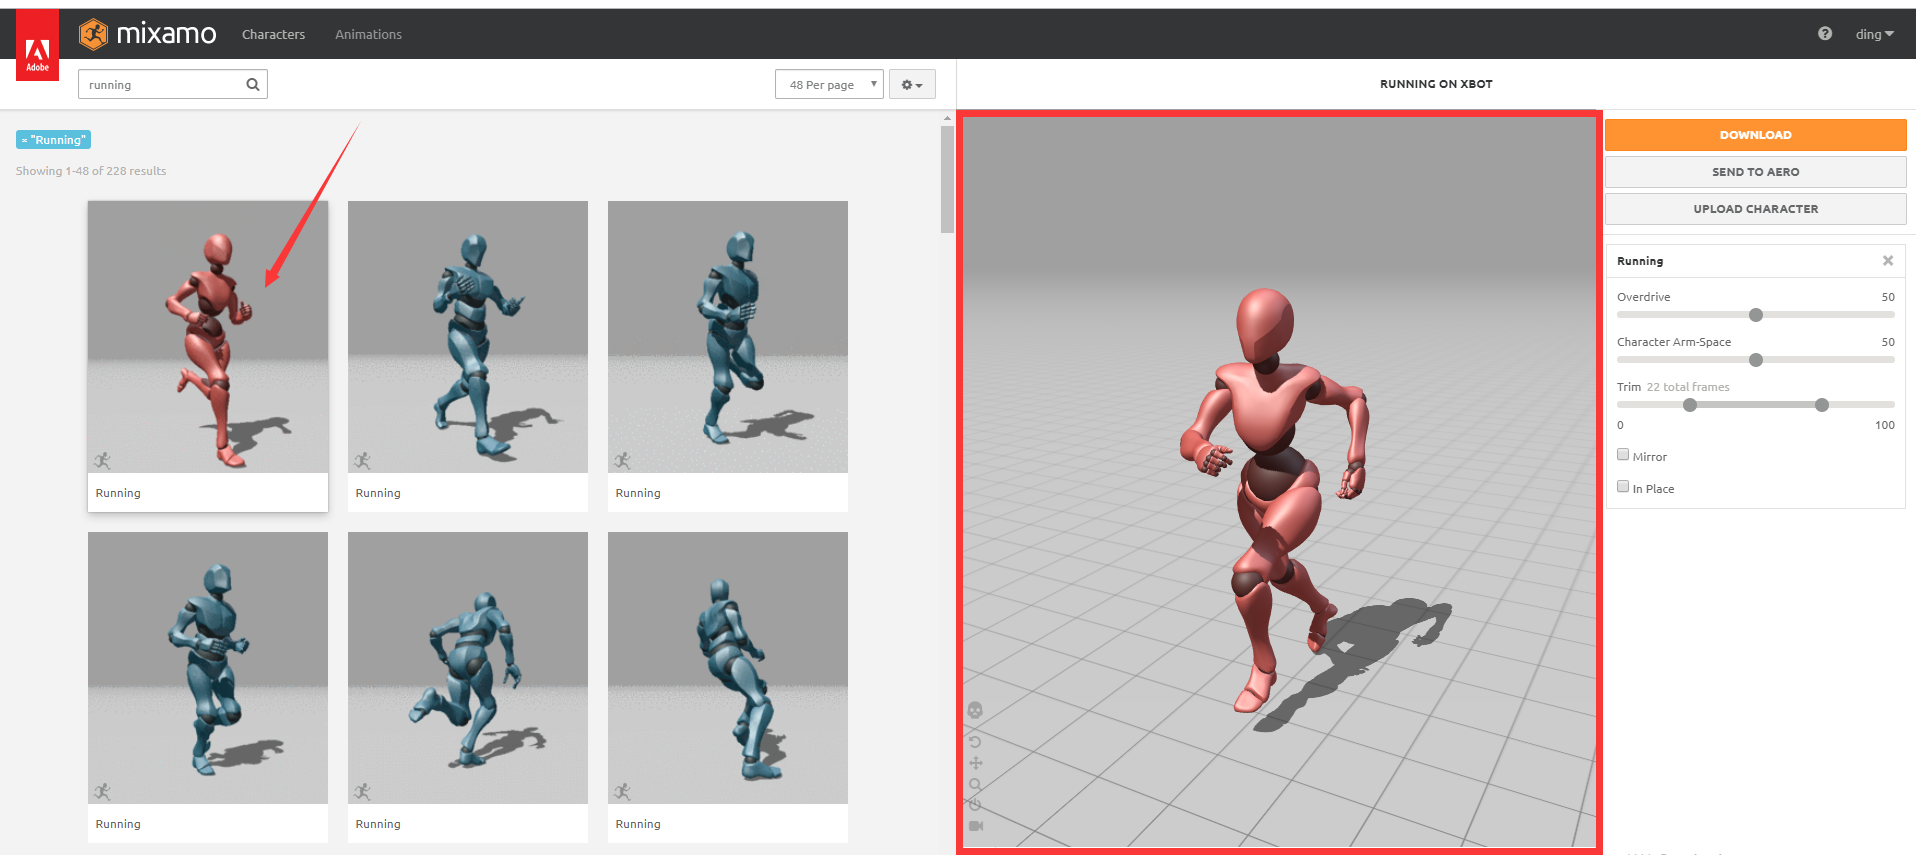 Adobe
mixamo
Characters
Animations
ding
running
48 Per page
RUNNING ON XBOT
× "Running"
Showing 1-48 of 228 results
Running
Running
Running
Running
Running
Running
DOWNLOAD
SEND TO AERO
UPLOAD CHARACTER
Running
Overdrive 50
Character Arm-Space 50
Trim 22 total frames
0 100
Mirror
In Place